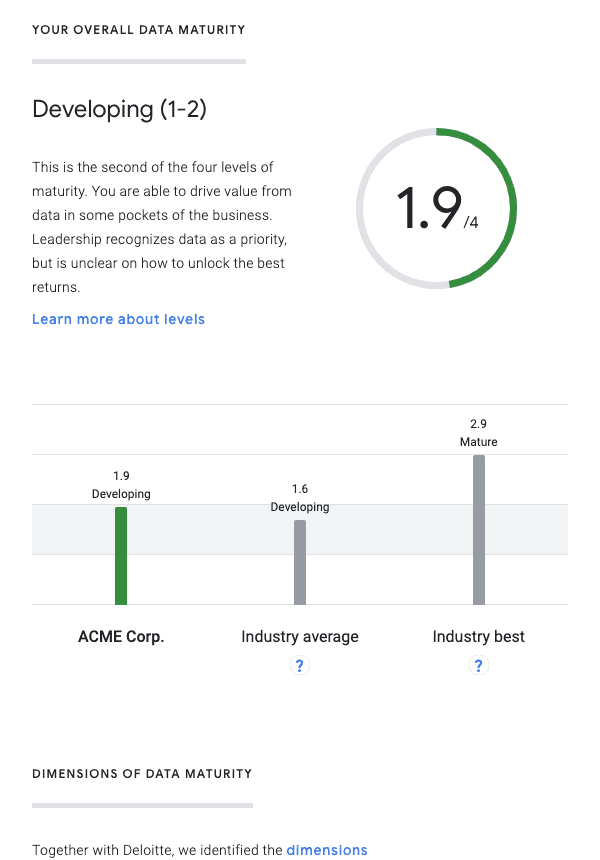 YOUR OVERALL DATA MATURITY
Developing (1-2)
This is the second of the four levels of
maturity. You are able to drive value from
data in some pockets of the business.
Leadership recognizes data as a priority,
but is unclear on how to unlock the best
returns.
Learn more about levels
1.9/4
2.9
Mature
1.9
Developing
1.6
Developing
ACME Corp.
Industry average
Industry best
?
?
DIMENSIONS OF DATA MATURITY
Together with Deloitte, we identified the dimensions